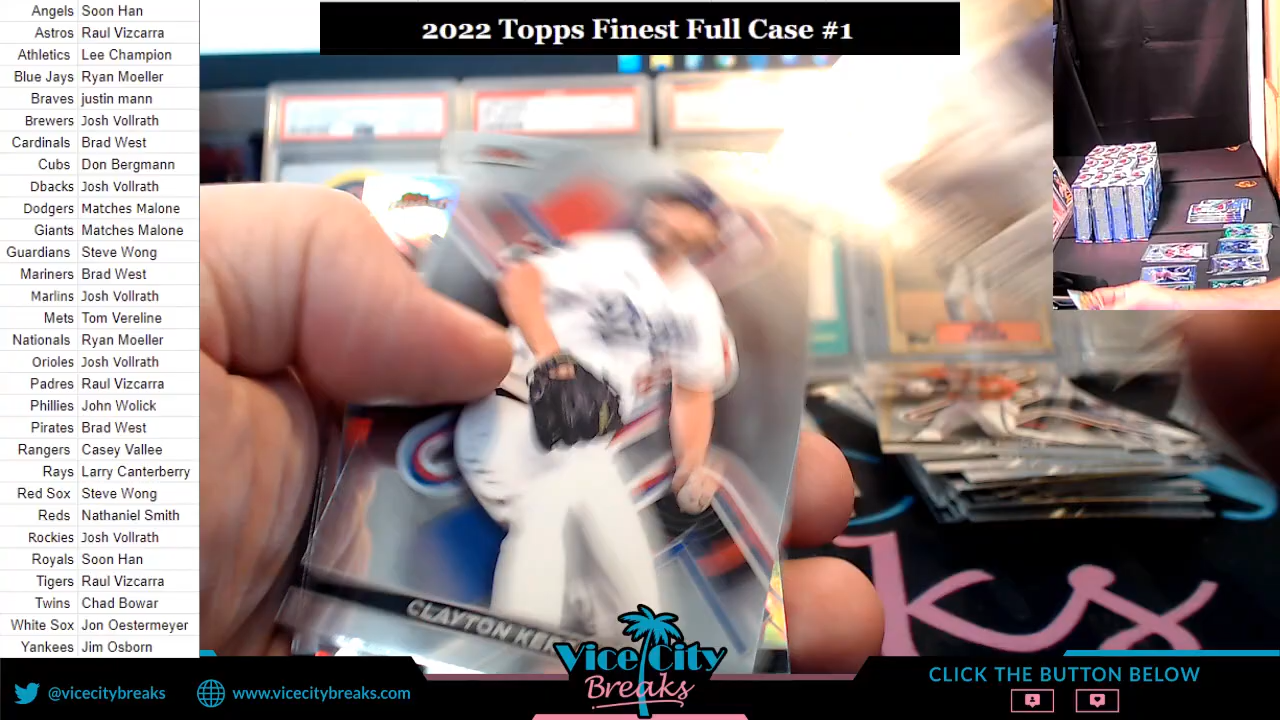 2022 Topps Finest Full Case #1
Angels Soon Han
Astros Raul Vizcarra
Athletics Lee Champion
Blue Jays Ryan Moeller
Braves justin mann
Brewers Josh Vollrath
Cardinals Brad West
Cubs Don Bergmann
Dbacks Josh Vollrath
Dodgers Matches Malone
Giants Matches Malone
Guardians Steve Wong
Mariners Brad West
Marlins Josh Vollrath
Mets Tom Vereline
Nationals Ryan Moeller
Orioles Josh Vollrath
Padres Raul Vizcarra
Phillies John Wolick
Pirates Brad West
Rangers Casey Vallee
Rays Larry Canterberry
Red Sox Steve Wong
Reds Nathaniel Smith
Rockies Josh Vollrath
Royals Soon Han
Tigers Raul Vizcarra
Twins Chad Bowar
White Sox Jon Oestermeyer
Yankees Jim Osborn
CLAYTON
Vice City
Breaks
@vicecitybreaks
www.vicecitybreaks.com
CLICK THE BUTTON BELOW